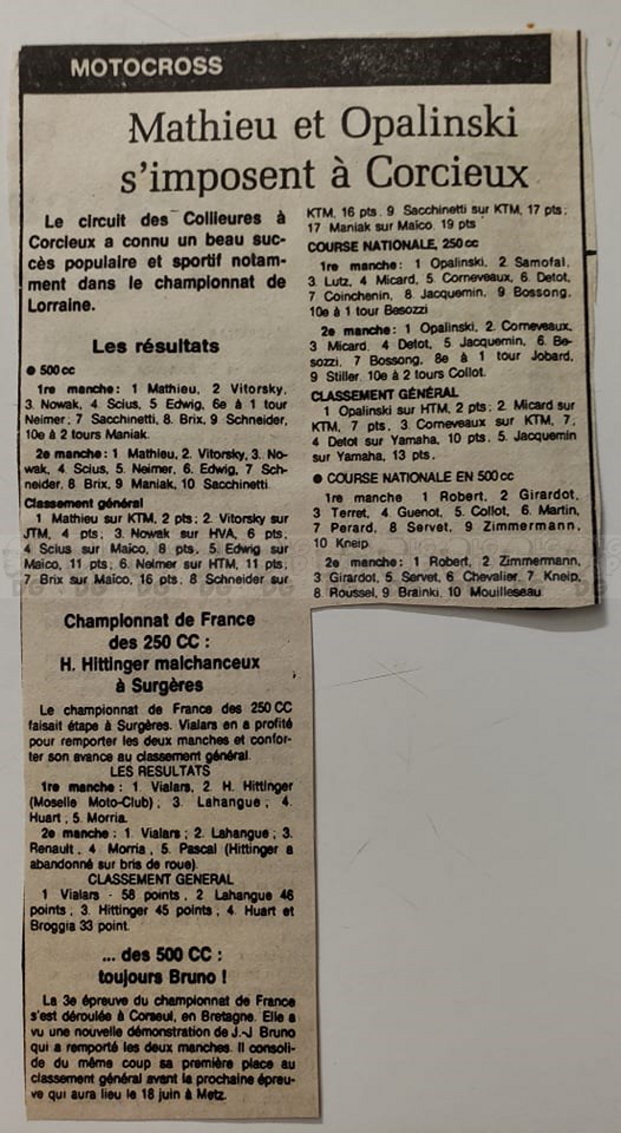 MOTOCROSS
Mathieu et Opalinski
s'imposent à Corcieux
Le circuit des Collieures à
Corcieux a connu un beau suc-
cès populaire et sportif notam-
ment dans le championnat de
Lorraine.
Les résultats
● 500 cc
1re manche : 1 Mathieu, 2 Vitorsky,
3. Nowak, 4. Scius, 5 Edwig, 6e à 1 tour
Neimer, 7 Sacchinetti, 8. Brix, 9 Schneider,
10e à 2 tours Maniak.
2e manche : 1 Mathieu, 2. Vitorsky, 3. No-
wak, 4. Scius, 5. Neimer, 6. Edwig, 7 Sch-
neider. 8 Brix, 9 Maniak, 10 Sacchinetti
Classement général
1 Mathieu sur KTM, 2 pts; 2. Vitorsky sur
JTM, 4 pts; 3. Nowak sur HVA, 6 pts,
4 Scius sur Maico, 8 pts, 5 Edwig sur
Maico, 11 pts; 6. Neimer sur HTM, 11 pts;
7 Brix sur Maico, 16 pts, 8 Schneider sur
KTM, 16 pts, 9 Sacchinetti sur KTM, 17 pts;
17 Maniak sur Maico, 19 pts
COURSE NATIONALE, 250 cc
1re manche : 1 Opalinski, 2 Samofal,
3. Lutz, 4 Micard, 5 Corneveaux, 6 Detot,
7 Coinchenin, 8 Jacquemin, 9 Bossong,
10e à 1 tour Besozzi
2e manche : 1 Opalinski, 2. Corneveaux,
3 Micard, 4 Detot, 5 Jacquemin, 6. Be-
sozzi, 7 Bossong, 8e à 1 tour Jobard,
9 Stiller, 10e à 2 tours Collot.
CLASSEMENT GÉNÉRAL
1 Opalinski sur HTM, 2 pts; 2. Micard sur
KTM, 7 pts, 3. Corneveaux sur KTM, 7;
4 Detot sur Yamaha, 10 pts, 5 Jacquemin
sur Yamaha, 13 pts.
● COURSE NATIONALE EN 500 cc
1re manche 1 Robert, 2 Girardot,
3 Terret, 4 Guenot, 5. Collot, 6 Martin,
7 Perard, 8 Servet, 9 Zimmermann,
10 Kneip
2e manche : 1 Robert, 2 Zimmermann,
3 Girardot, 5 Servet, 6 Chevalier, 7 Kneip,
8. Roussel, 9 Brainki, 10 Mouilleseau
Championnat de France
des 250 CC :
H. Hittinger malchanceux
à Surgères
Le championnat de France des 250 CC
faisait étape à Surgères. Vialars en a profité
pour remporter les deux manches et confor-
ter son avance au classement général.
LES RESULTATS
1re manche : 1. Vialars, 2. H. Hittinger
(Moselle Moto-Club) ; 3. Lahangue ; 4.
Huart ; 5. Morria.
2e manche : 1. Vialars ; 2. Lahangue ; 3.
Renault, 4 Morria, 5. Pascal (Hittinger a
abandonné sur bris de roue).
CLASSEMENT GENERAL
1 Vialars - 58 points, 2 Lahangue 46
points ; 3. Hittinger 45 points ; 4. Huart et
Broggia 33 point.
... des 500 CC :
toujours Bruno !
La 3e épreuve du championnat de France
s'est déroulée à Corseul, en Bretagne. Elle a
vu une nouvelle démonstration de J.-J Bruno
qui a remporté les deux manches. Il consoli-
de du même coup sa première place au
classement général avant la prochaine épreu-
ve qui aura lieu le 18 juin à Metz.